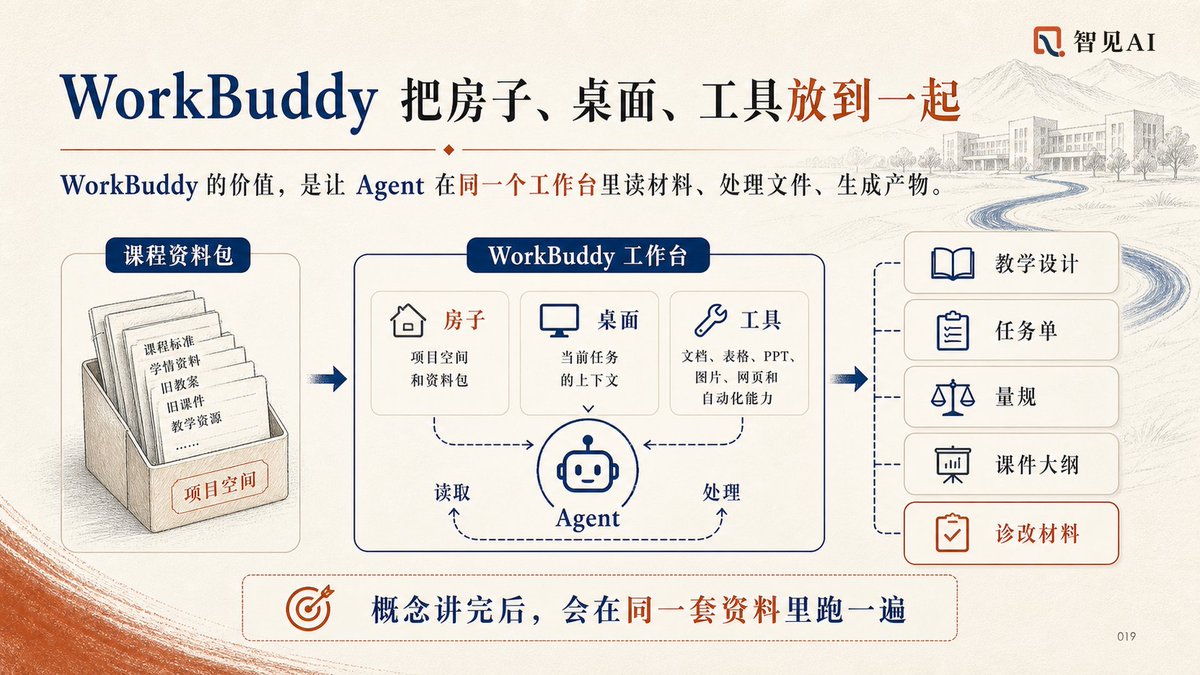 智见AI
WorkBuddy 把房子、桌面、工具放到一起
WorkBuddy 的价值，是让 Agent 在同一个工作台里读材料、处理文件、生成产物。
课程资料包
课程标准
学情资料
旧教案
旧课件
教学资源
……
项目空间
WorkBuddy 工作台
房子
项目空间
和资料包
桌面
当前任务
的上下文
工具
文档、表格、PPT、
图片、网页和
自动化能力
读取
处理
Agent
教学设计
任务单
量规
课件大纲
诊改材料
概念讲完后，会在同一套资料里跑一遍
019